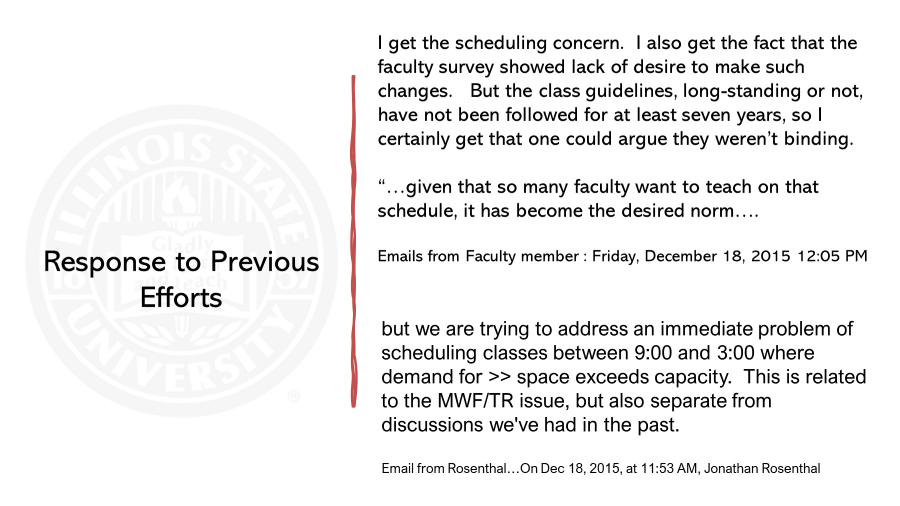 Response to Previous
Efforts
I get the scheduling concern.  I also get the fact that the
faculty survey showed lack of desire to make such
changes.   But the class guidelines, long-standing or not,
have not been followed for at least seven years, so I
certainly get that one could argue they weren't binding.
“…given that so many faculty want to teach on that
schedule, it has become the desired norm….
Emails from Faculty member : Friday, December 18, 2015 12:05 PM
but we are trying to address an immediate problem of
scheduling classes between 9:00 and 3:00 where
demand for >> space exceeds capacity.  This is related
to the MWF/TR issue, but also separate from
discussions we've had in the past.
Email from Rosenthal…On Dec 18, 2015, at 11:53 AM, Jonathan Rosenthal
ILLINOIS STATE
UNIVERSITY
Gladly
®